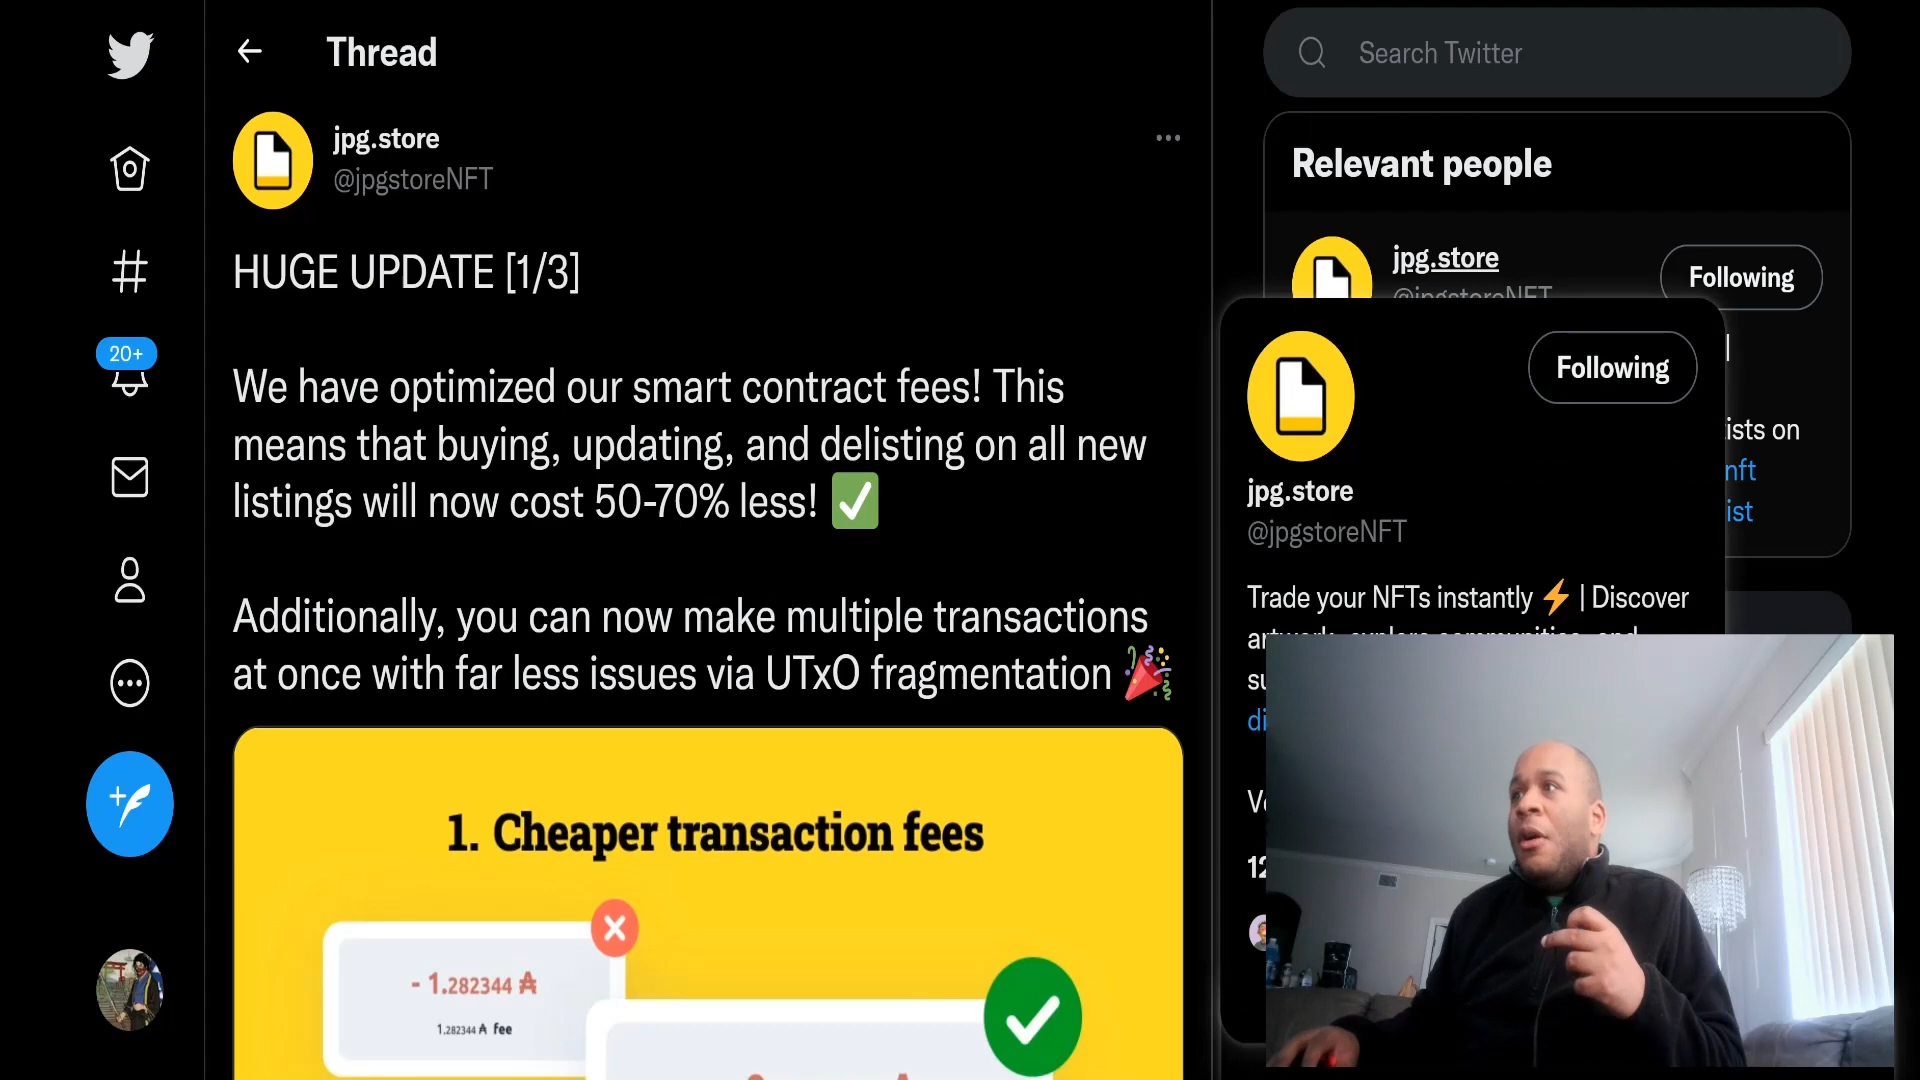 Thread
Search Twitter
jpg.store
@jpgstoreNFT
HUGE UPDATE [1/3]
We have optimized our smart contract fees! This
means that buying, updating, and delisting on all new
listings will now cost 50-70% less! ✅
Additionally, you can now make multiple transactions
at once with far less issues via UTxO fragmentation 🎉
1. Cheaper transaction fees
- 1.282344 ₳
1.282344 ₳ fee
20+
Relevant people
jpg.store
@jpgstoreNFT
Following
ists on
nft
ist
Following
jpg.store
@jpgstoreNFT
Trade your NFTs instantly ⚡ | Discover